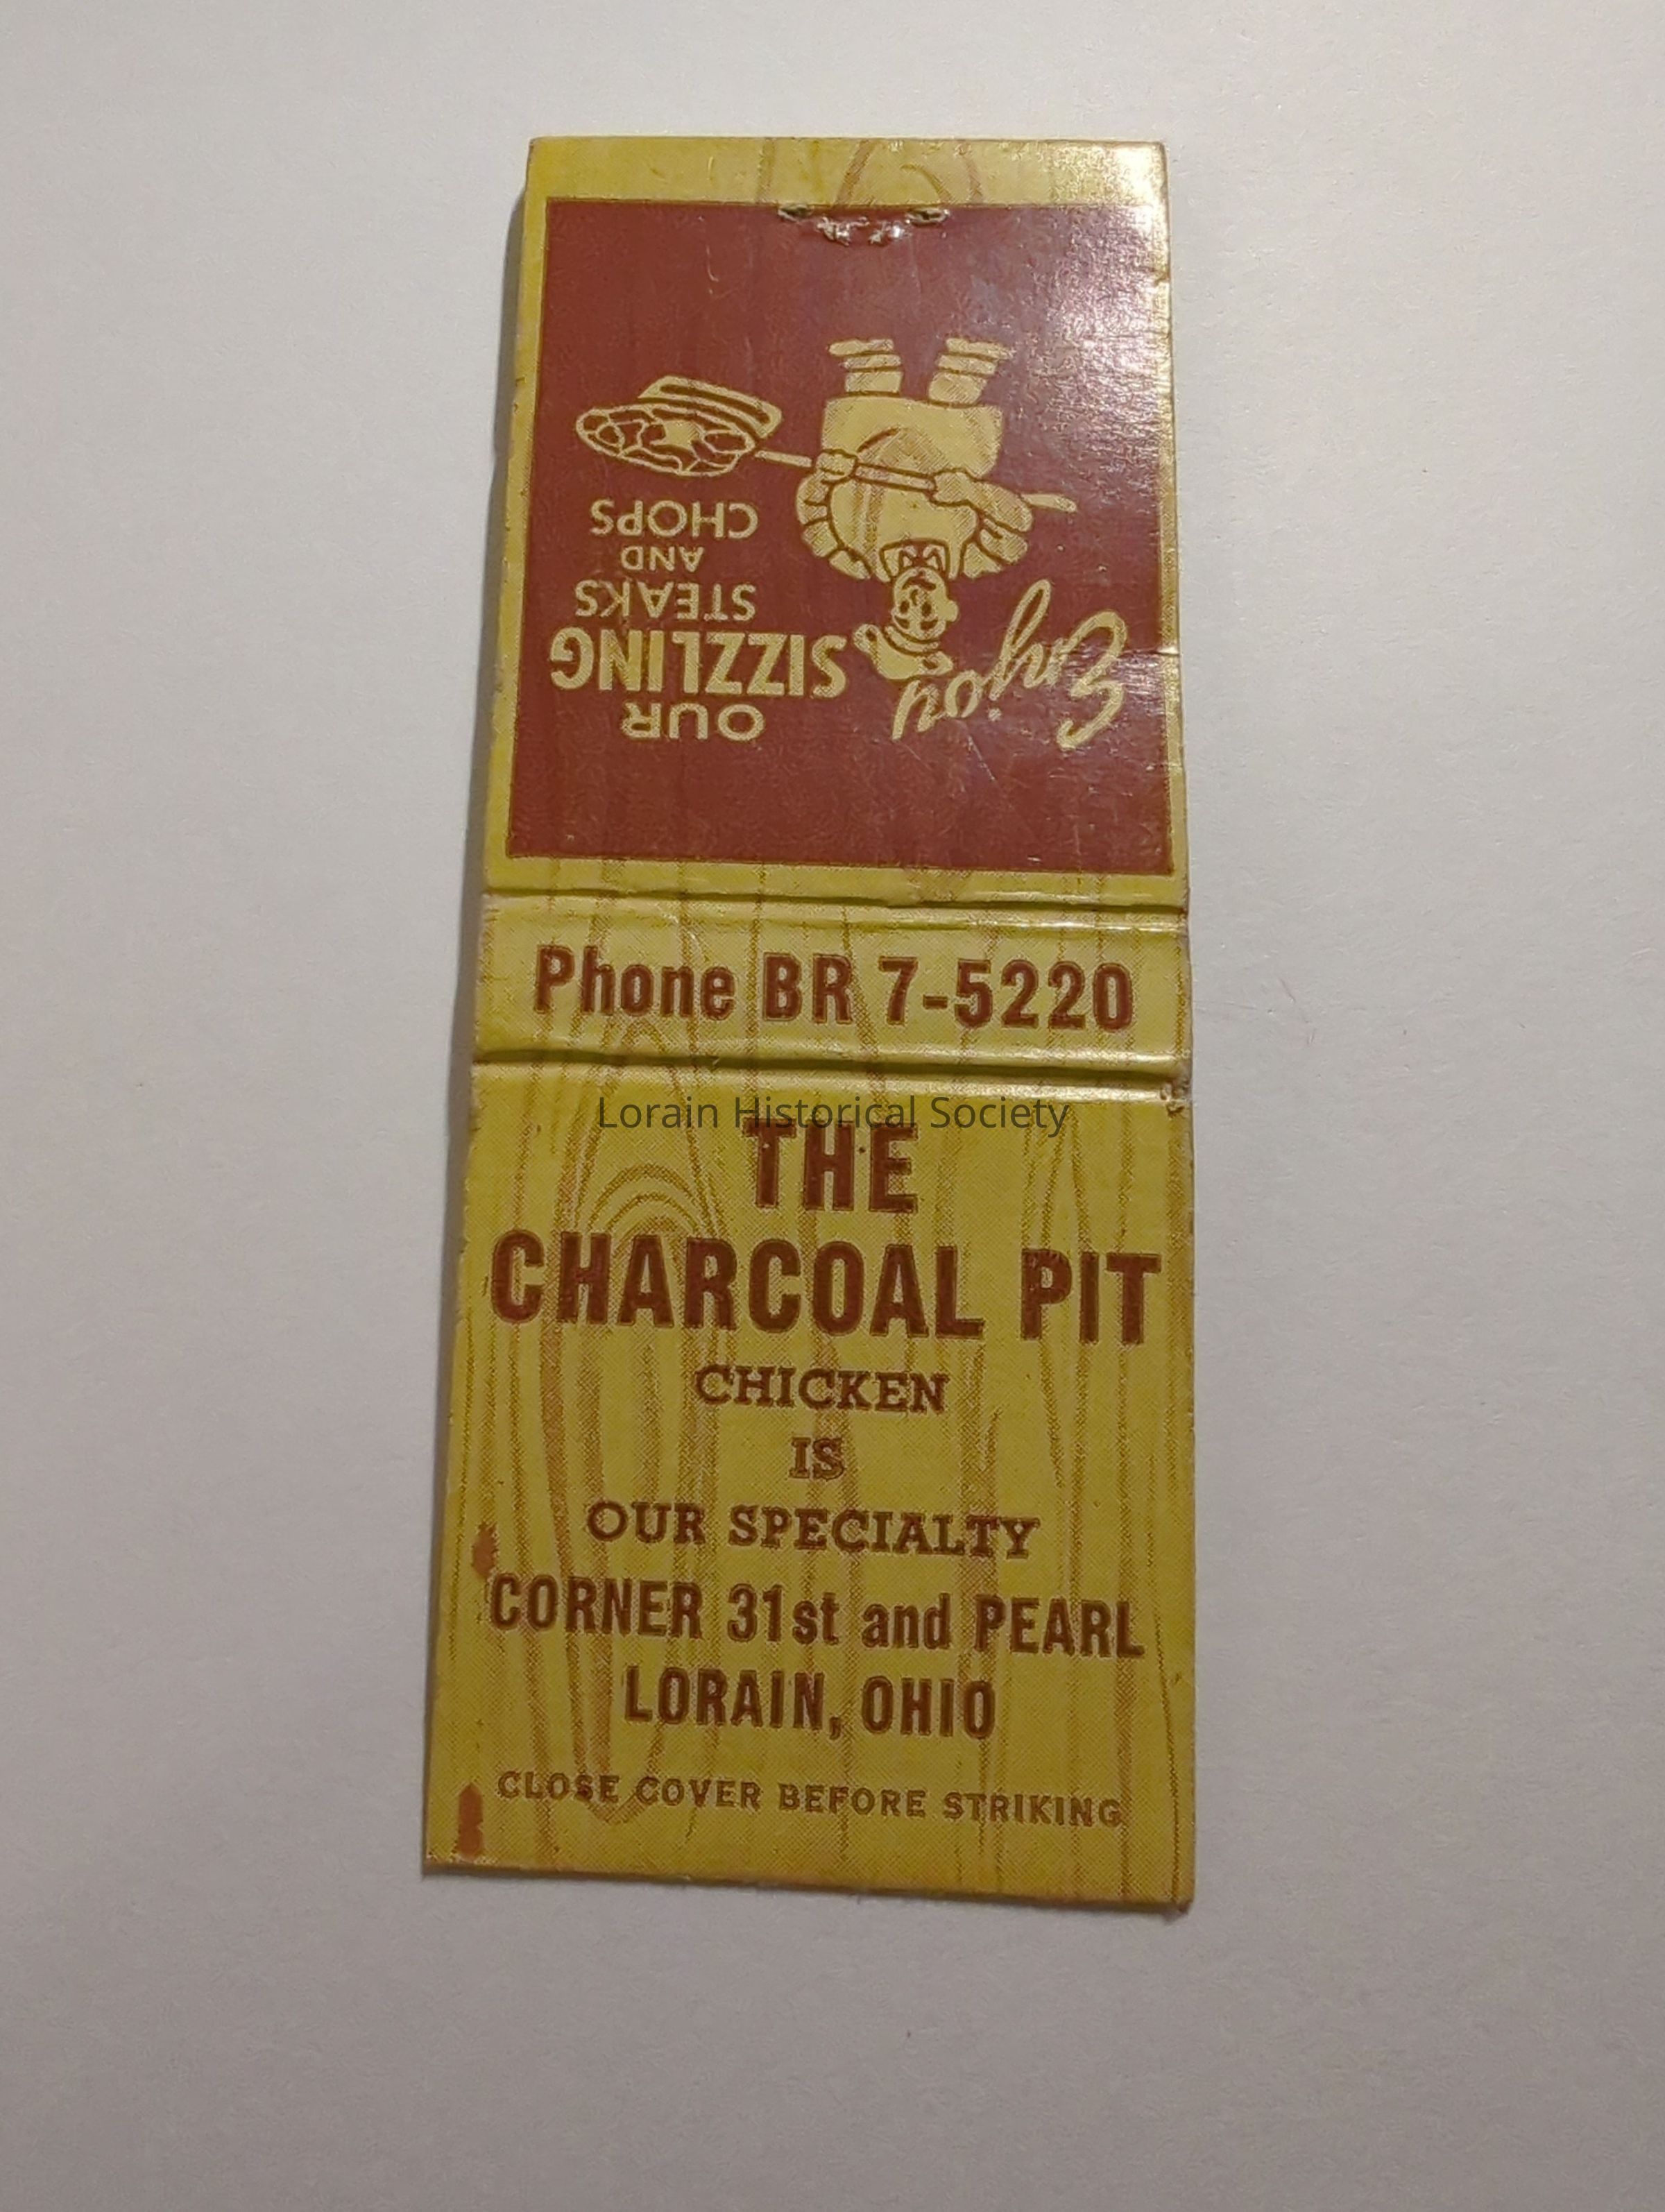 Enjoy
OUR
SIZZLING
STEAKS
AND
CHOPS
Phone BR 7-5220
Lorain Historical Society
THE
CHARCOAL PIT
CHICKEN
IS
OUR SPECIALTY
CORNER 31st and PEARL
LORAIN, OHIO
CLOSE COVER BEFORE STRIKING